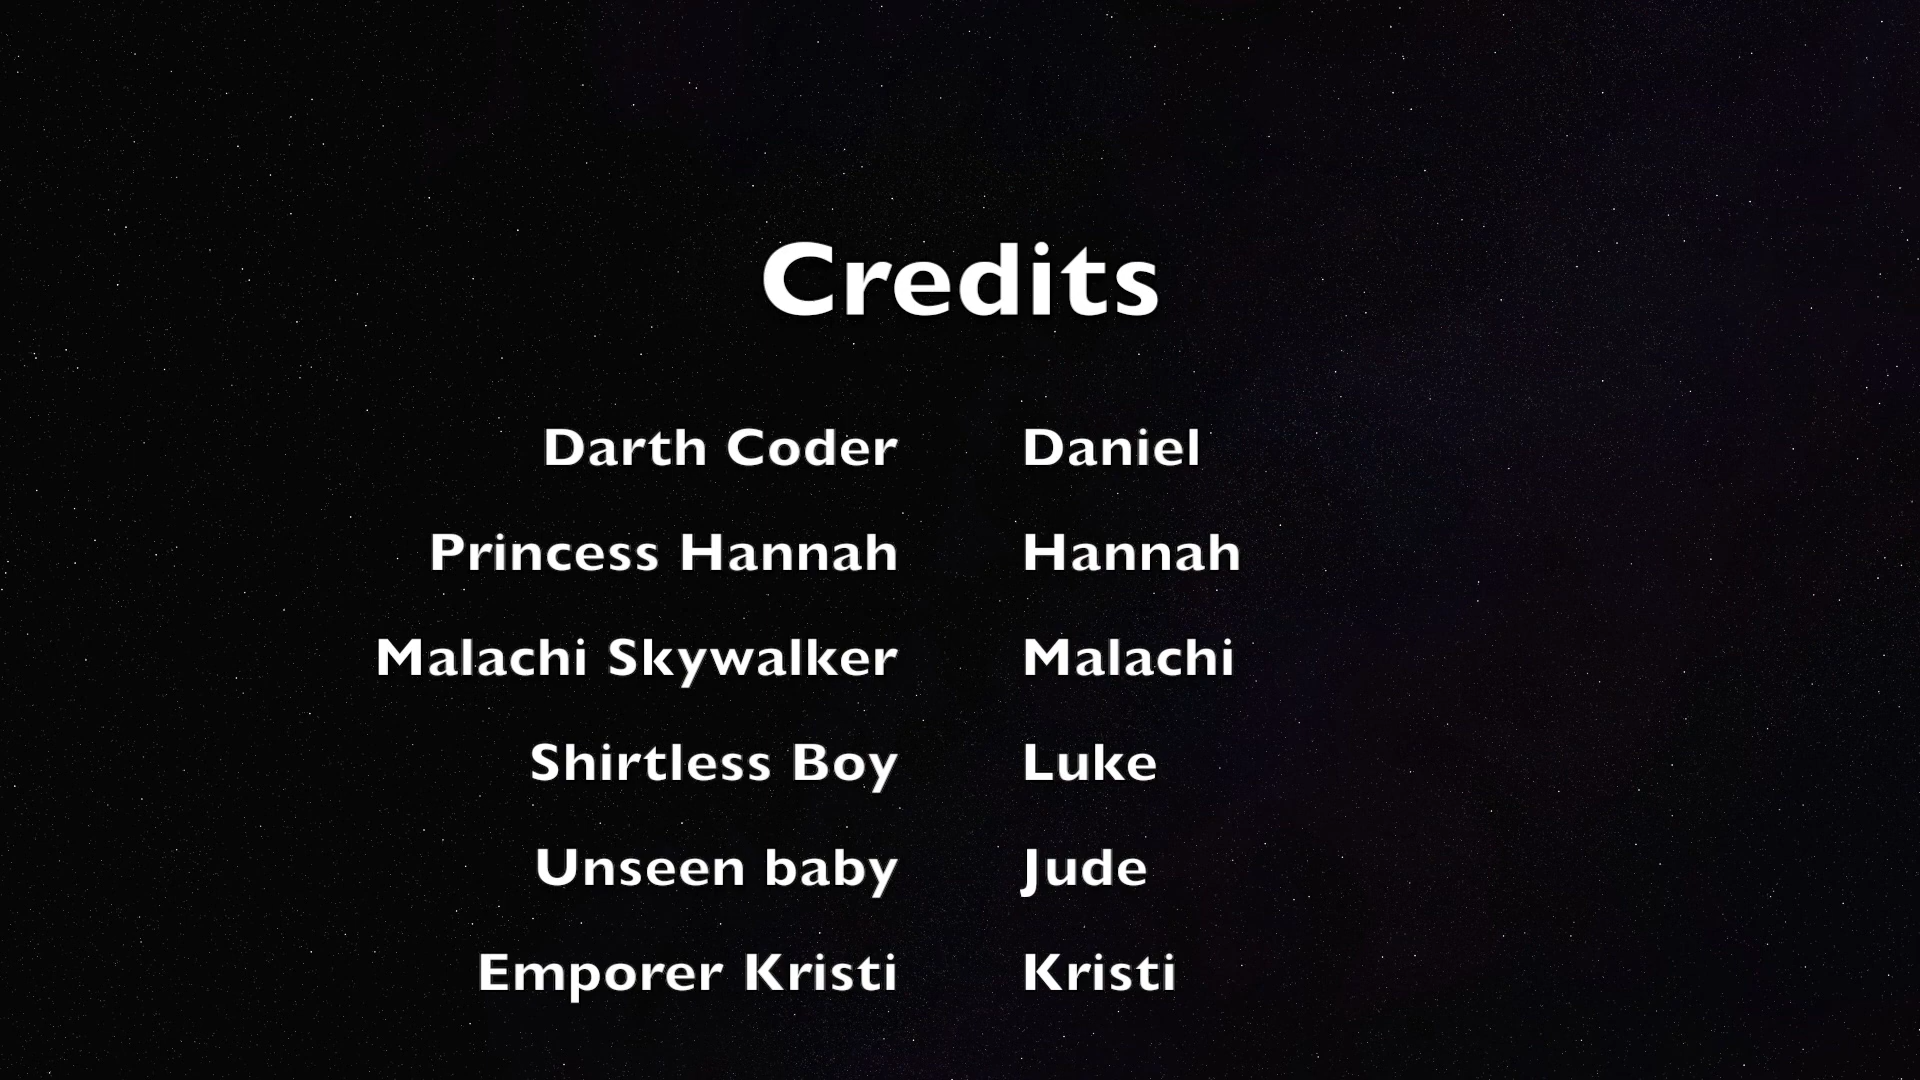 Credits
Darth Coder Daniel
Princess Hannah Hannah
Malachi Skywalker Malachi
Shirtless Boy Luke
Unseen baby Jude
Emporer Kristi Kristi